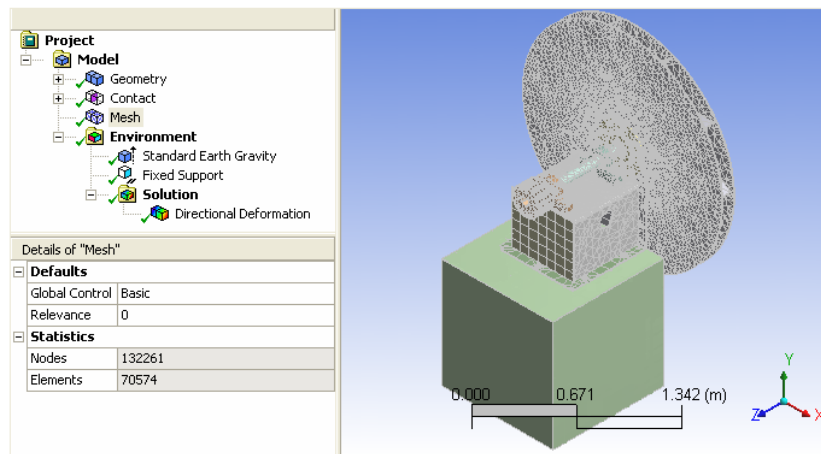 Project
Model
Geometry
Contact
Mesh
Environment
Standard Earth Gravity
Fixed Support
Solution
Directional Deformation
Details of "Mesh"
Defaults
Global Control Basic
Relevance 0
Statistics
Nodes 132261
Elements 70574
0.000 0.671 1.342 (m)
Y
Z X